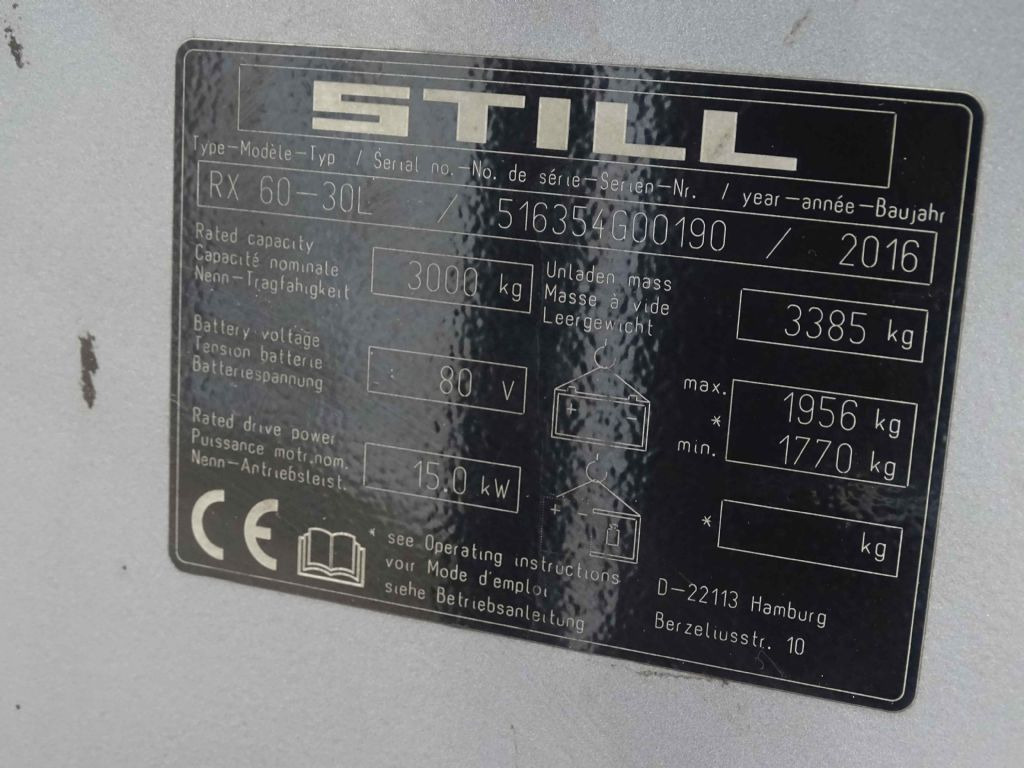 STILL
Type-Modèle-Typ / Serial no.-No. de série-Serien-Nr. / year-année-Baujahr
RX 60-30L / 516354G00190 / 2016
Rated capacity
Capacité nominale
Nenn-Tragfähigkeit
3000 kg
Unladen mass
Masse à vide
Leergewicht
3385 kg
Battery voltage
Tension batterie
Batteriespannung
80 V
max. 1956 kg
*
min. 1770 kg
Rated drive power
Puissance motr.nom.
Nenn-Antriebsleist.
15.0 kW
* kg
CE
* see Operating instructions
voir Mode d'emploi
siehe Betriebsanleitung
D-22113 Hamburg
Berzeliusstr. 10